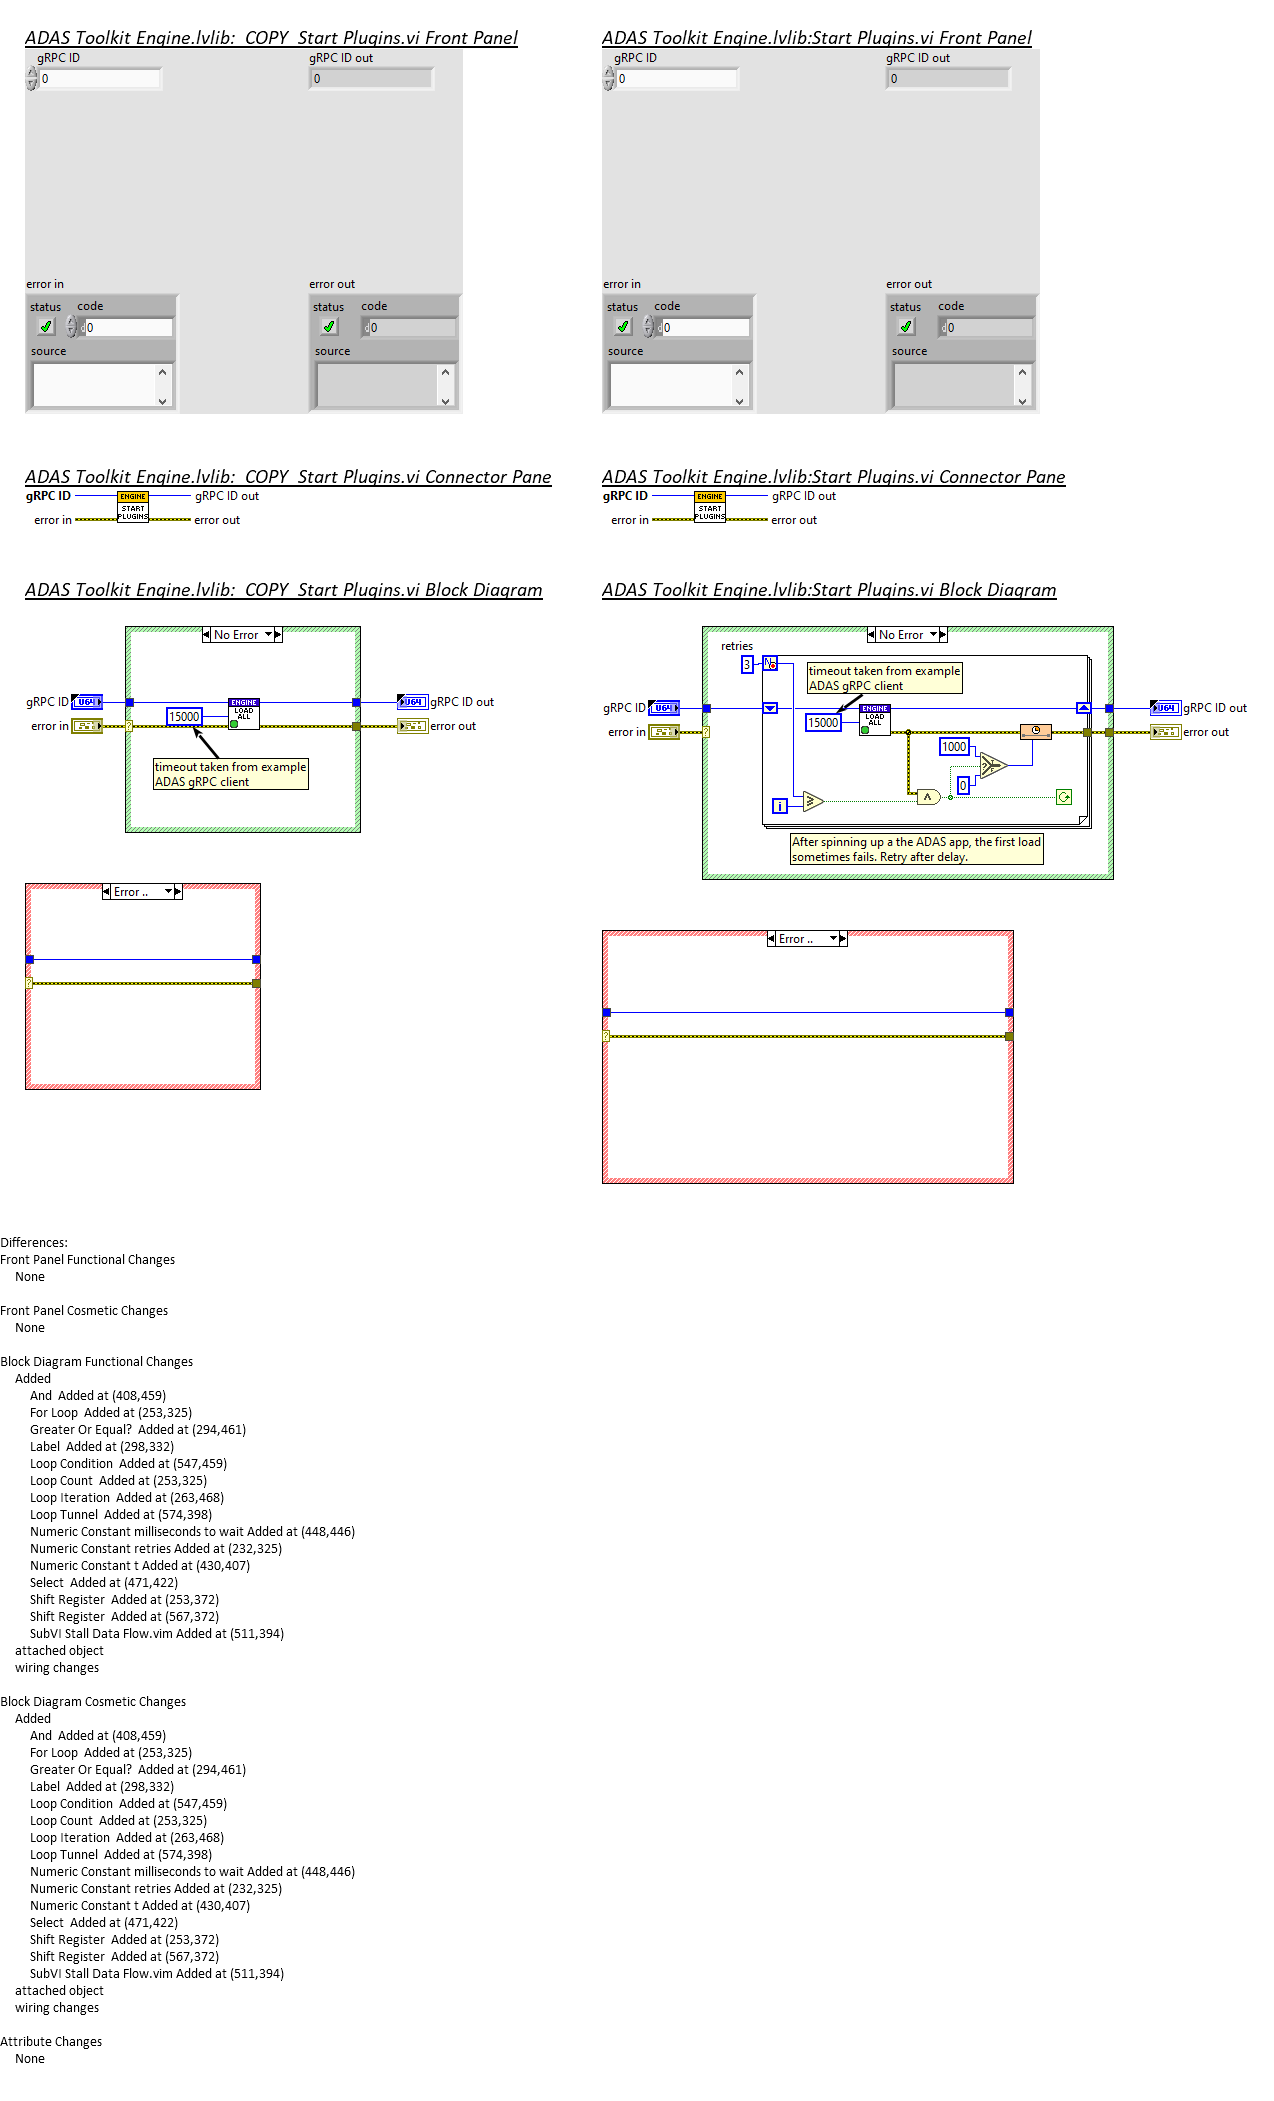 ADAS Toolkit Engine.lvlib:_COPY_Start Plugins.vi Front Panel
gRPC ID
0
gRPC ID out
0
error in
status
code
d
0
source
error out
status
code
d
0
source
ADAS Toolkit Engine.lvlib:Start Plugins.vi Front Panel
gRPC ID
0
gRPC ID out
0
error in
status
code
d
0
source
error out
status
code
d
0
source
ADAS Toolkit Engine.lvlib:_COPY_Start Plugins.vi Connector Pane
gRPC ID
ENGINE
START
PLUGINS
gRPC ID out
error in
error out
ADAS Toolkit Engine.lvlib:Start Plugins.vi Connector Pane
gRPC ID
ENGINE
START
PLUGINS
gRPC ID out
error in
error out
ADAS Toolkit Engine.lvlib:_COPY_Start Plugins.vi Block Diagram
No Error
gRPC ID
U64
ENGINE
LOAD
ALL
U64
gRPC ID out
15000
error in
?
error out
timeout taken from example
ADAS gRPC client
Error ..
?
ADAS Toolkit Engine.lvlib:Start Plugins.vi Block Diagram
No Error
retries
3
N
timeout taken from example
ADAS gRPC client
gRPC ID
U64
ENGINE
LOAD
ALL
U64
gRPC ID out
15000
error in
?
error out
1000
?
T
F
0
i
≥
∧
After spinning up a the ADAS app, the first load
sometimes fails. Retry after delay.
Error ..
?
Differences:
Front Panel Functional Changes
None
Front Panel Cosmetic Changes
None
Block Diagram Functional Changes
Added
And  Added at (408,459)
For Loop  Added at (253,325)
Greater Or Equal?  Added at (294,461)
Label  Added at (298,332)
Loop Condition  Added at (547,459)
Loop Count  Added at (253,325)
Loop Iteration  Added at (263,468)
Loop Tunnel  Added at (574,398)
Numeric Constant milliseconds to wait Added at (448,446)
Numeric Constant retries Added at (232,325)
Numeric Constant t Added at (430,407)
Select  Added at (471,422)
Shift Register  Added at (253,372)
Shift Register  Added at (567,372)
SubVI Stall Data Flow.vim Added at (511,394)
attached object
wiring changes
Block Diagram Cosmetic Changes
Added
And  Added at (408,459)
For Loop  Added at (253,325)
Greater Or Equal?  Added at (294,461)
Label  Added at (298,332)
Loop Condition  Added at (547,459)
Loop Count  Added at (253,325)
Loop Iteration  Added at (263,468)
Loop Tunnel  Added at (574,398)
Numeric Constant milliseconds to wait Added at (448,446)
Numeric Constant retries Added at (232,325)
Numeric Constant t Added at (430,407)
Select  Added at (471,422)
Shift Register  Added at (253,372)
Shift Register  Added at (567,372)
SubVI Stall Data Flow.vim Added at (511,394)
attached object
wiring changes
Attribute Changes
None